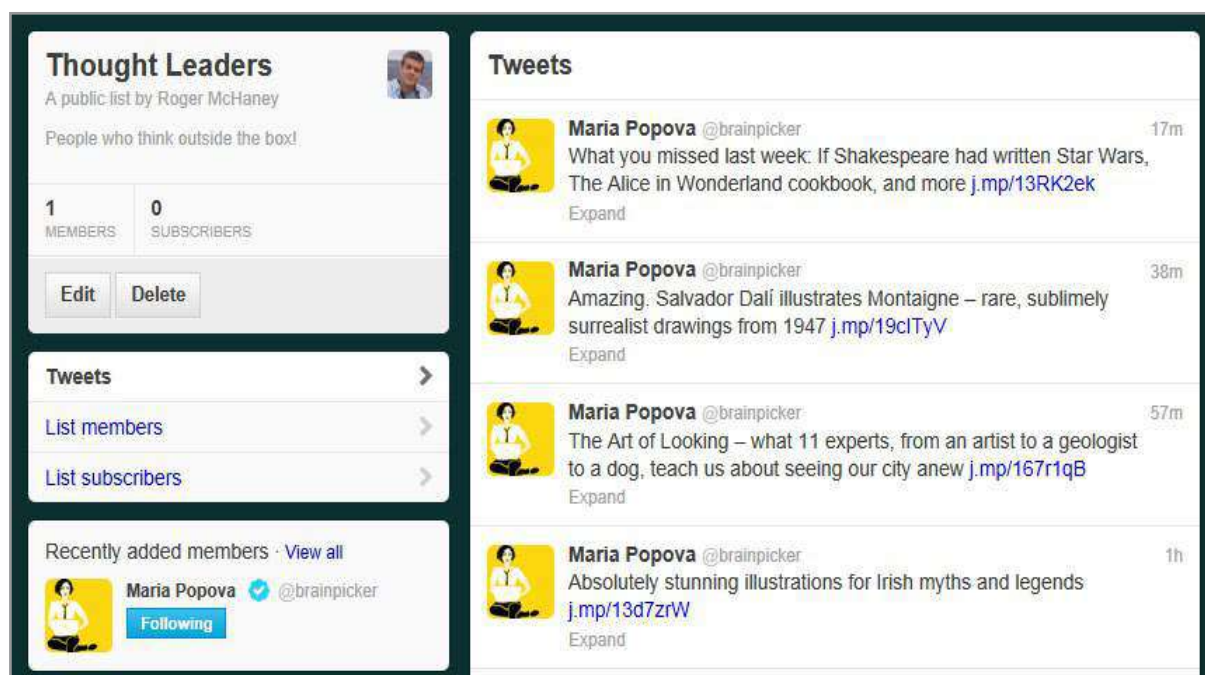 Thought Leaders
A public list by Roger McHaney
People who think outside the box!
1
MEMBERS
0
SUBSCRIBERS
Edit
Delete
Tweets
List members
List subscribers
Recently added members · View all
Maria Popova @brainpicker
Following
Tweets
Maria Popova @brainpicker 17m
What you missed last week: If Shakespeare had written Star Wars,
The Alice in Wonderland cookbook, and more j.mp/13RK2ek
Expand
Maria Popova @brainpicker 38m
Amazing. Salvador Dalí illustrates Montaigne – rare, sublimely
surrealist drawings from 1947 j.mp/19cITyV
Expand
Maria Popova @brainpicker 57m
The Art of Looking – what 11 experts, from an artist to a geologist
to a dog, teach us about seeing our city anew j.mp/167r1qB
Expand
Maria Popova @brainpicker 1h
Absolutely stunning illustrations for Irish myths and legends
j.mp/13d7zrW
Expand